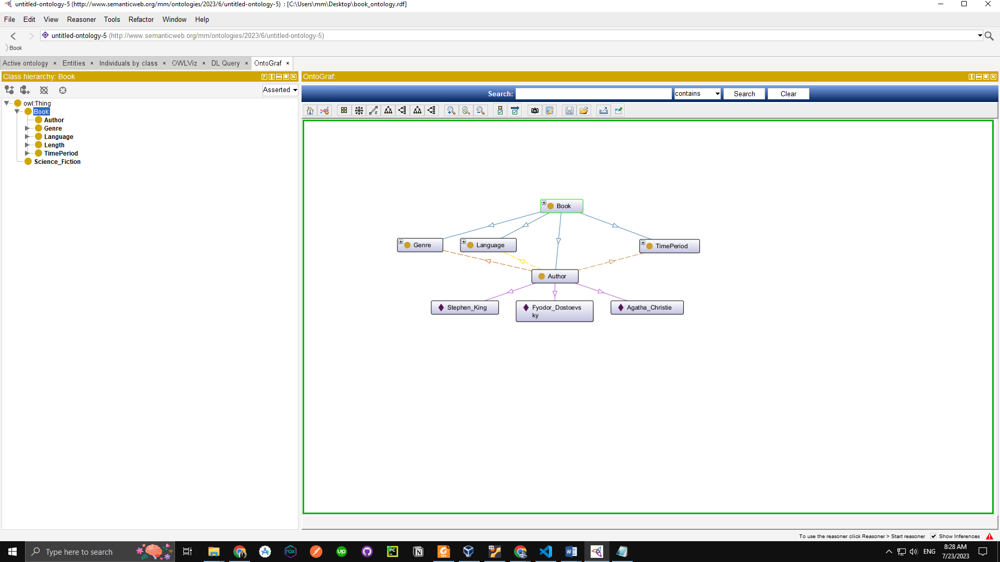 untitled-ontology-5 (http://www.semanticweb.org/mm/ontologies/2023/6/untitled-ontology-5) : [C:\Users\mm\Desktop\book_ontology.rdf]
File Edit View Reasoner Tools Refactor Window Help
untitled-ontology-5 (http://www.semanticweb.org/mm/ontologies/2023/6/untitled-ontology-5)
Book
Active ontology × Entities × Individuals by class × OWLViz × DL Query × OntoGraf ×
Class hierarchy: Book
Asserted
owl:Thing
Book
Author
Genre
Language
Length
TimePeriod
Science_Fiction
OntoGraf:
Search: contains Search Clear
Book
Genre Language TimePeriod
Author
Stephen_King Fyodor_Dostoevs Agatha_Christie
ky
To use the reasoner click Reasoner > Start reasoner Show Inferences
Type here to search
ENG
8:28 AM
7/23/2023